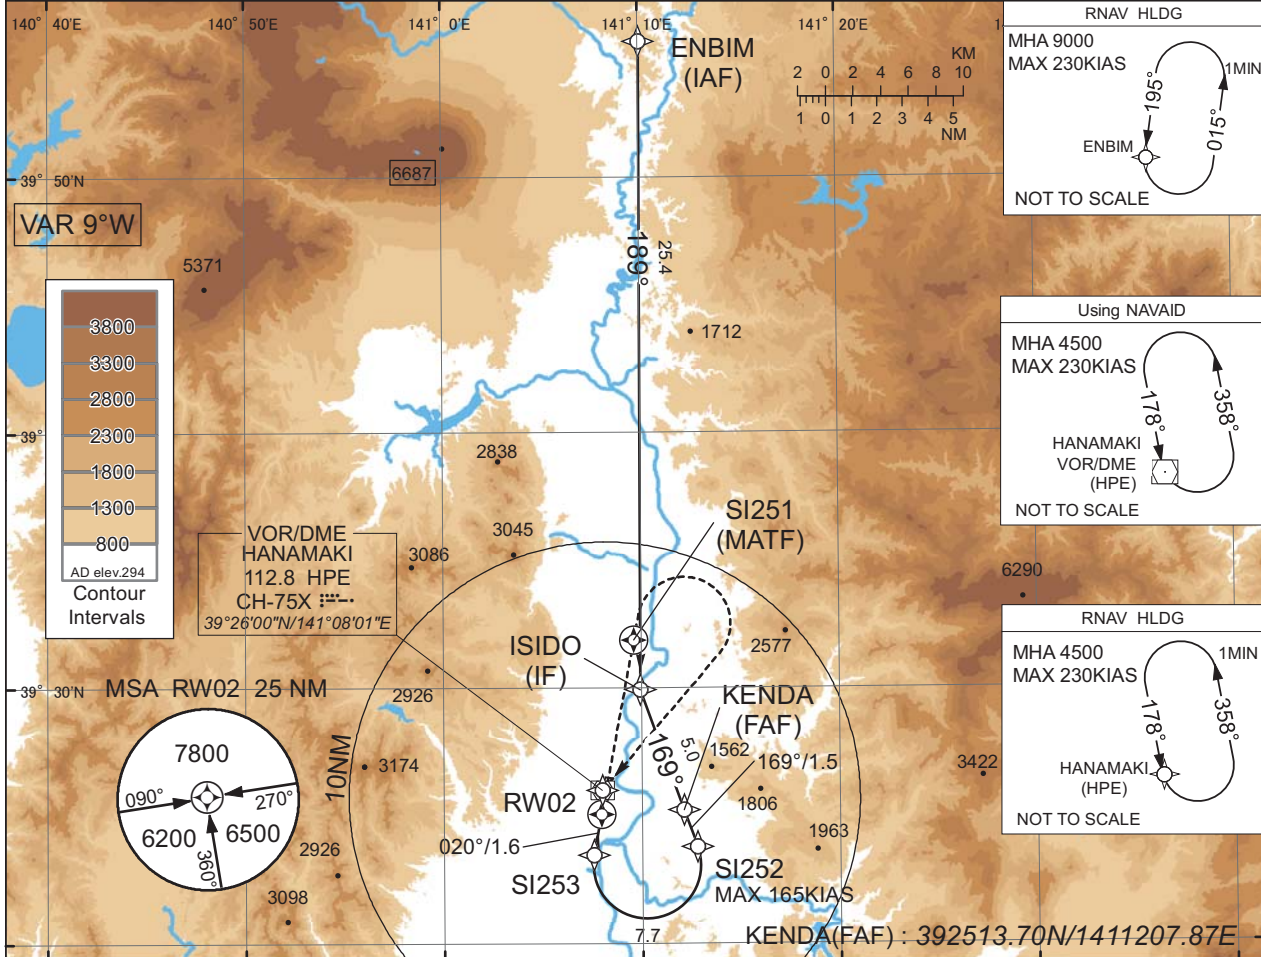 140° 40'E
140° 50'E
141° 0'E
141° 10'E
141° 20'E
ENBIM
(IAF)
KM
2 0 2 4 6 8 10
1 0 1 2 3 4 5
NM
RNAV HLDG
MHA 9000
MAX 230KIAS
1MIN
195°
015°
ENBIM
NOT TO SCALE
6687
39° 50'N
VAR 9°W
5371
189°
25.4
1712
3800
3300
2800
2300
1800
1300
800
AD elev.294
Contour
Intervals
Using NAVAID
MHA 4500
MAX 230KIAS
178°
358°
HANAMAKI
VOR/DME
(HPE)
NOT TO SCALE
39°
2838
3045
3086
VOR/DME
HANAMAKI
112.8 HPE
CH-75X
39°26'00"N/141°08'01"E
SI251
(MATF)
6290
2577
ISIDO
(IF)
RNAV HLDG
MHA 4500
MAX 230KIAS
1MIN
178°
358°
HANAMAKI
(HPE)
NOT TO SCALE
39° 30'N
MSA RW02 25 NM
2926
KENDA
(FAF)
7800
090°
270°
6200
6500
360°
10NM
3174
169°
5.0
1562
169°/1.5
1806
3422
RW02
020°/1.6
1963
2926
SI253
SI252
MAX 165KIAS
3098
7.7
KENDA(FAF) : 392513.70N/1411207.87E